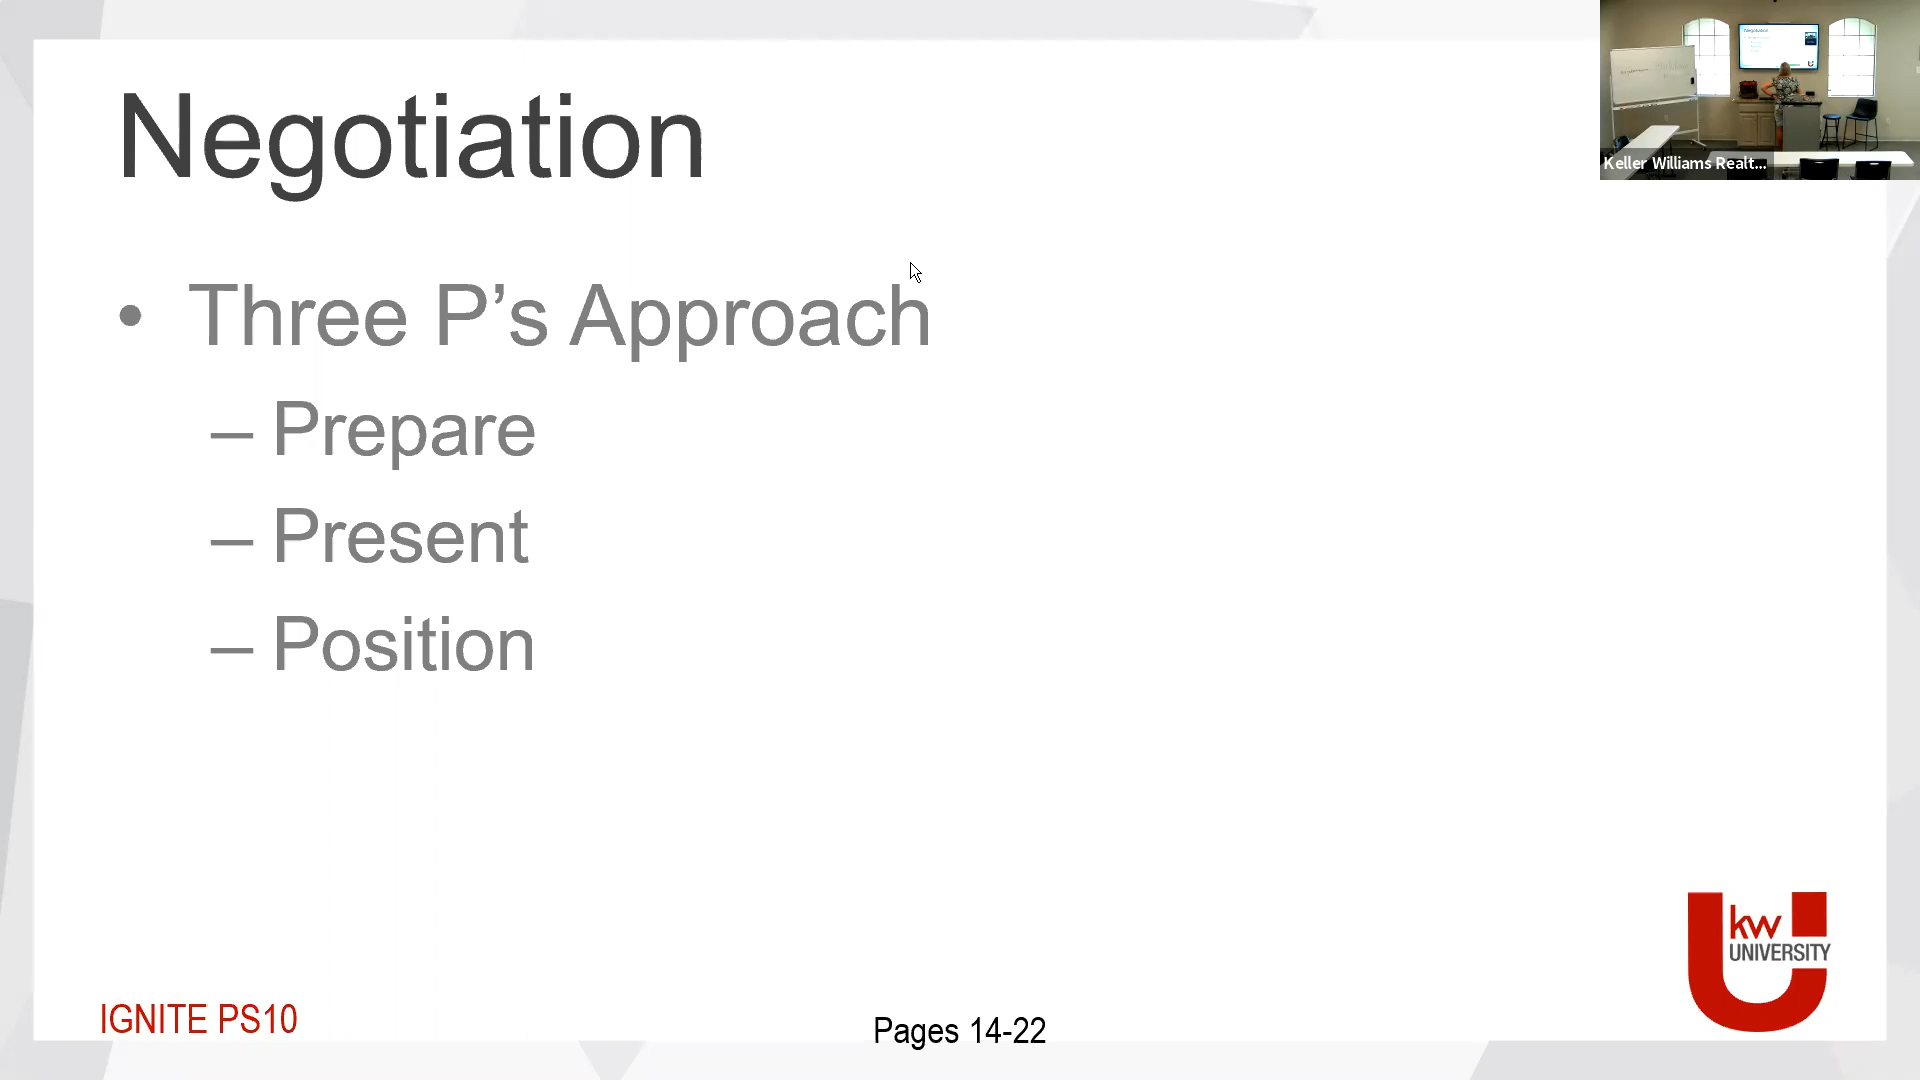 Negotiation
• Three P’s Approach
– Prepare
– Present
– Position
Keller Williams Realt...
kw
UNIVERSITY
IGNITE PS10
Pages 14-22